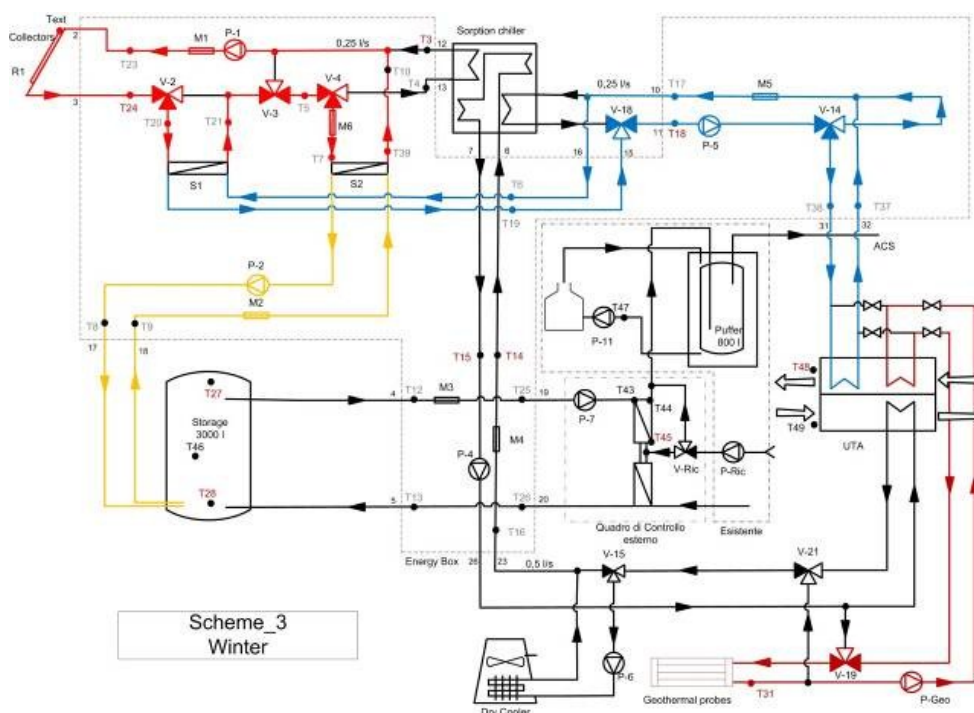 Text
Collectors
2
R1
3
T23
M1
P-1
0,25 l/s
T3
12
Sorption chiller
T18
T4
13
T24
V-2
V-3
T5
V-4
T20
T21
M6
T7
T39
S1
S2
7
6
0,25 l/s
10
T17
M5
V-18
11
T18
P-5
V-14
16
15
T6
T19
T36
T37
31
32
ACS
P-2
M2
T8
T9
17
18
T47
P-11
Puffer
800 l
T15
T14
T48
T49
UTA
T27
Storage
3000 l
T46
T28
4
T12
M3
T25
19
P-7
T43
T44
T45
M4
P-4
V-Ric
P-Ric
5
T13
T26
20
T16
Quadro di Controllo
esterno
Esistente
Energy Box
26
23
0,5 l/s
V-15
V-21
Scheme_3
Winter
P-6
Dry Cooler
Geothermal probes
T31
V-19
P-Geo